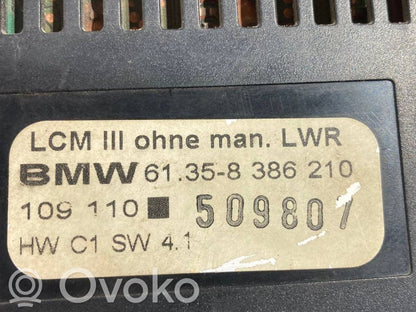 LCM III ohne man. LWR
BMW 61.35-8 386 210
109 110 ■ 509807
HW C1 SW 4.1
© OVOKO